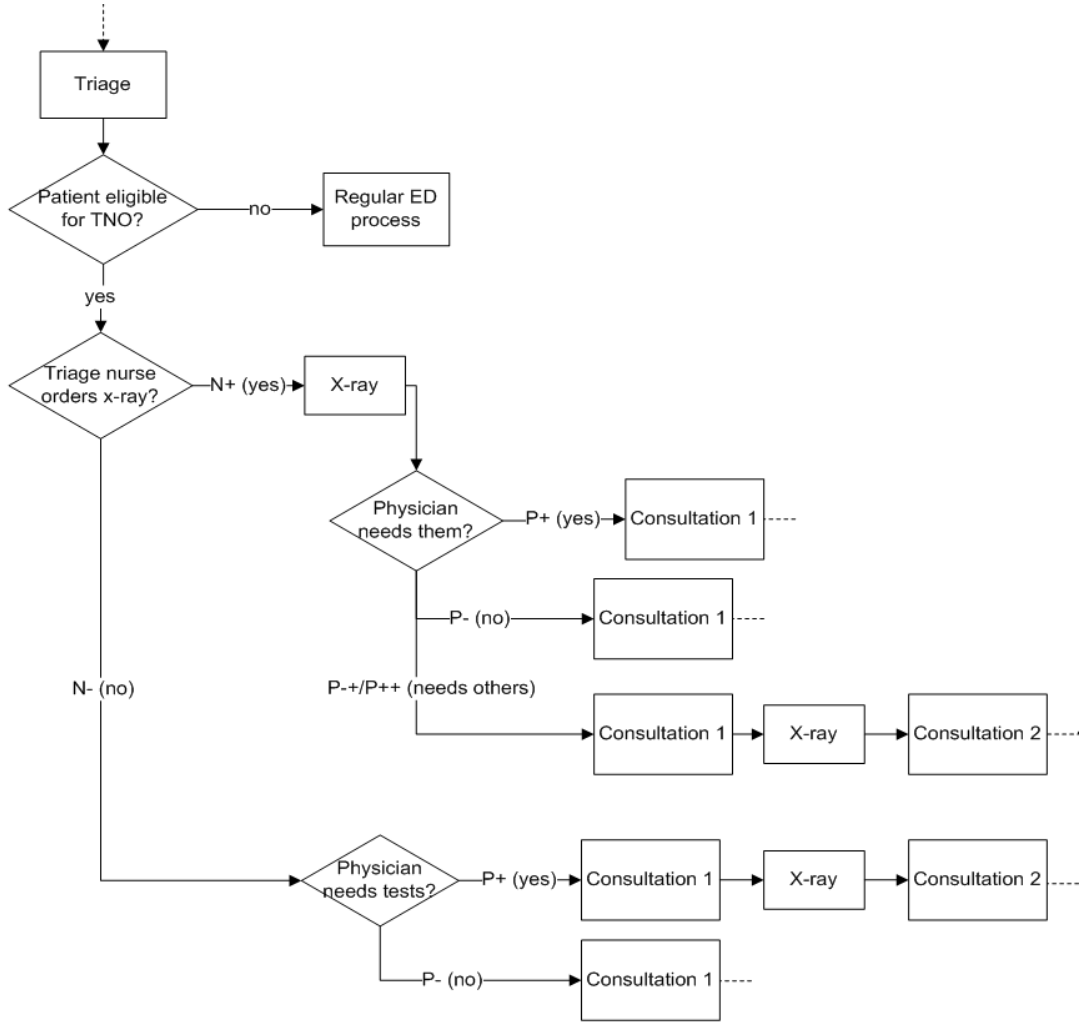 Triage
Patient eligible
for TNO?
no
Regular ED
process
yes
Triage nurse
orders x-ray?
N+ (yes)
X-ray
Physician
needs them?
P+ (yes)
Consultation 1
P- (no)
Consultation 1
N- (no)
P-+/P++ (needs others)
Consultation 1
X-ray
Consultation 2
Physician
needs tests?
P+ (yes)
Consultation 1
X-ray
Consultation 2
P- (no)
Consultation 1